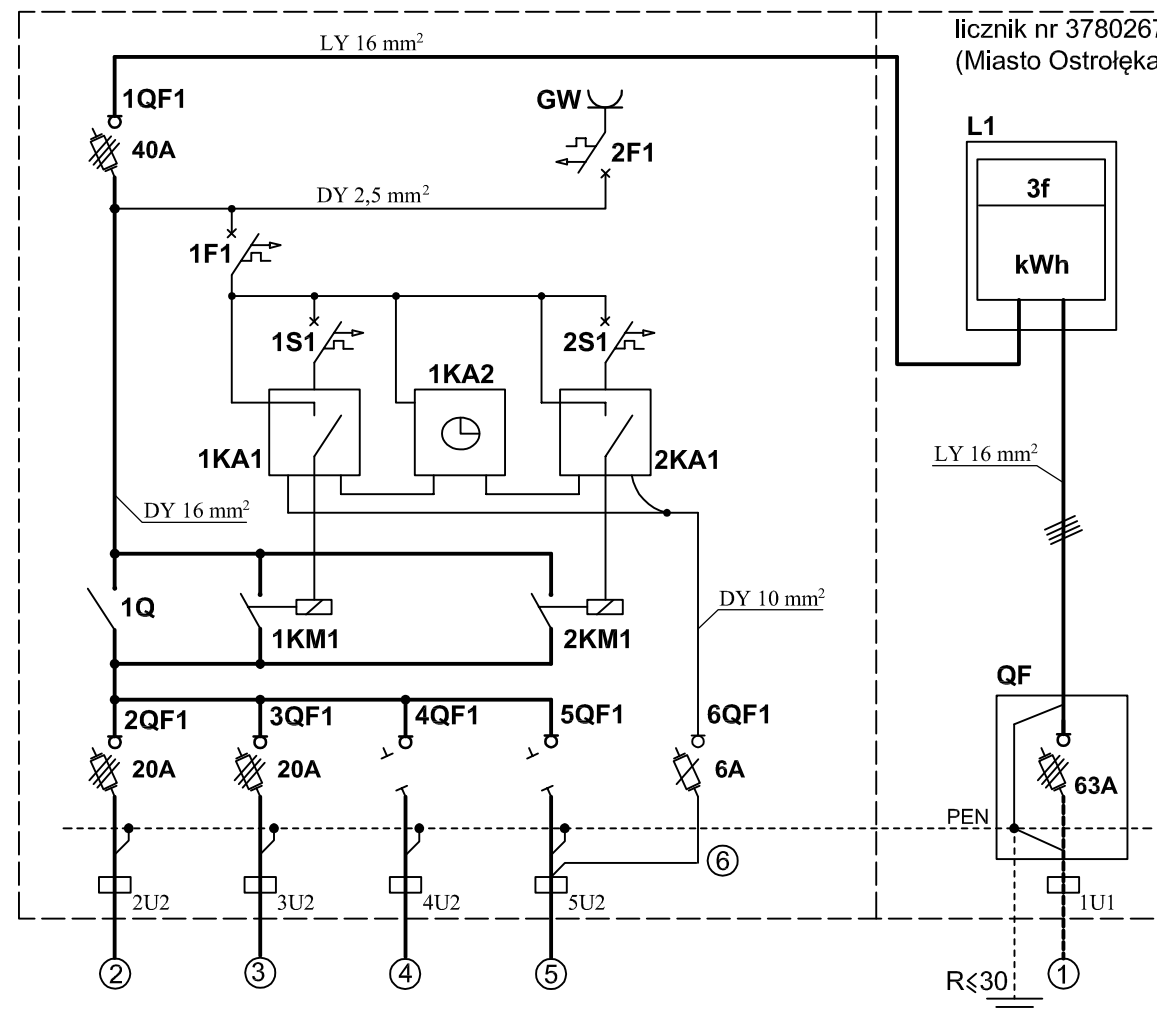 licznik nr 3780267
(Miasto Ostrołęka
LY 16 mm²
1QF1
40A
GW
2F1
L1
3f
kWh
DY 2,5 mm²
1F1
1S1
2S1
1KA2
1KA1
2KA1
LY 16 mm²
DY 16 mm²
DY 10 mm²
1Q
1KM1
2KM1
QF
2QF1
3QF1
4QF1
5QF1
6QF1
20A
20A
6A
63A
PEN
6
2U2
3U2
4U2
5U2
1U1
2
3
4
5
R≤30
1